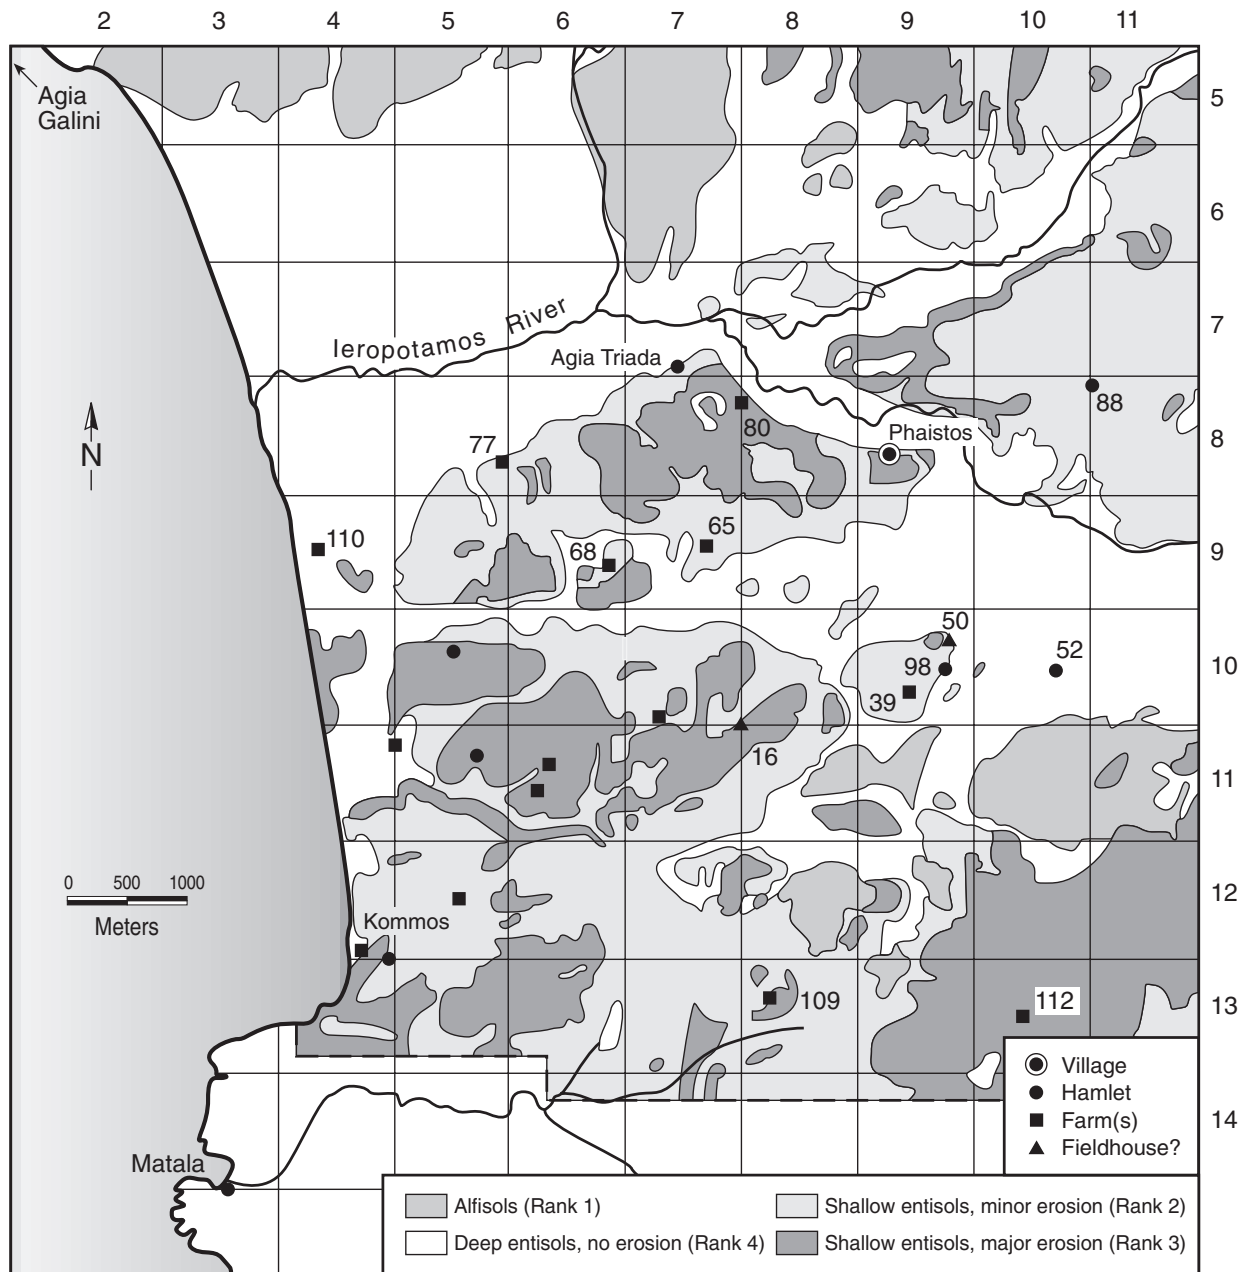 2 3 4 5 6 7 8 9 10 11
Agia
Galini
5
6
Ieropotamos River
7
Agia Triada
88
80
Phaistos
8
77
65
110
68
9
50
52
98
10
39
16
11
0 500 1000
Meters
12
Kommos
109
112
13
N
Village
Hamlet
Farm(s)
Fieldhouse?
14
Matala
Alfisols (Rank 1)
Deep entisols, no erosion (Rank 4)
Shallow entisols, minor erosion (Rank 2)
Shallow entisols, major erosion (Rank 3)